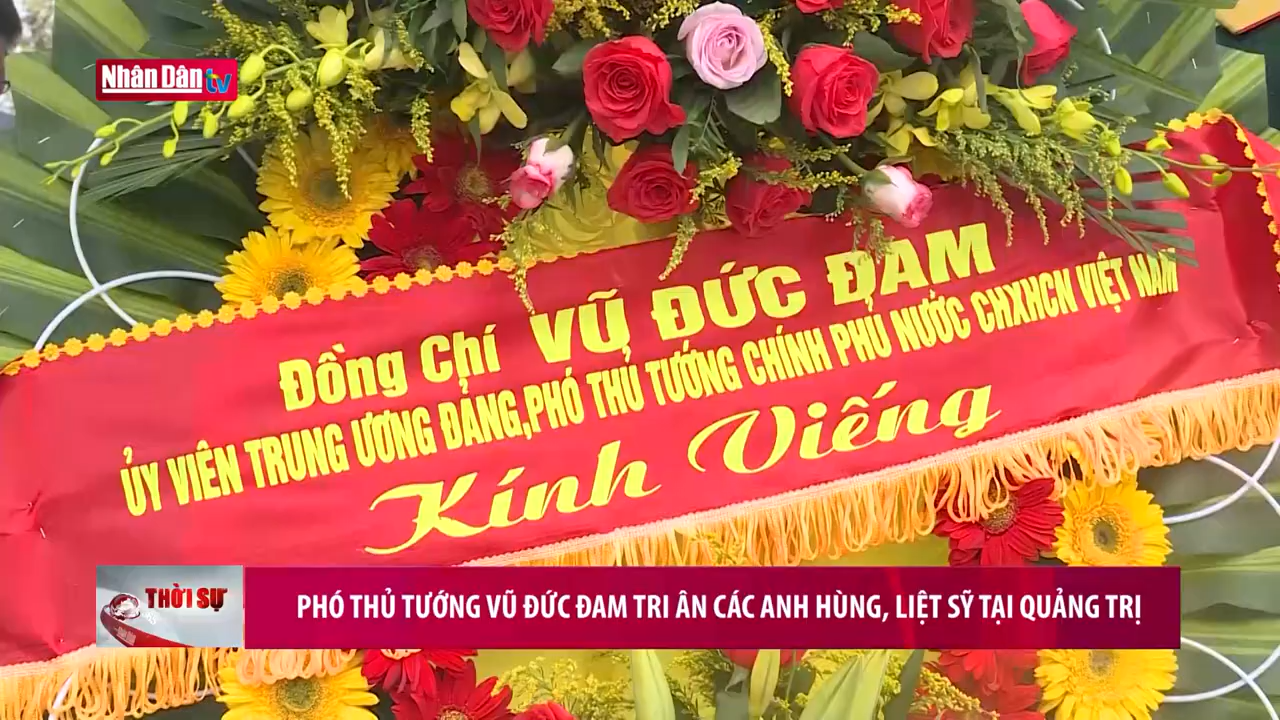 Nhân Dân tv
Đồng Chí VŨ ĐỨC ĐAM
ỦY VIÊN TRUNG ƯƠNG ĐẢNG,PHÓ THỦ TƯỚNG CHÍNH PHỦ NƯỚC CHXHCN VIỆT NAM
Kính Viếng
THỜI SỰ
PHÓ THỦ TƯỚNG VŨ ĐỨC ĐAM TRI ÂN CÁC ANH HÙNG, LIỆT SỸ TẠI QUẢNG TRỊ